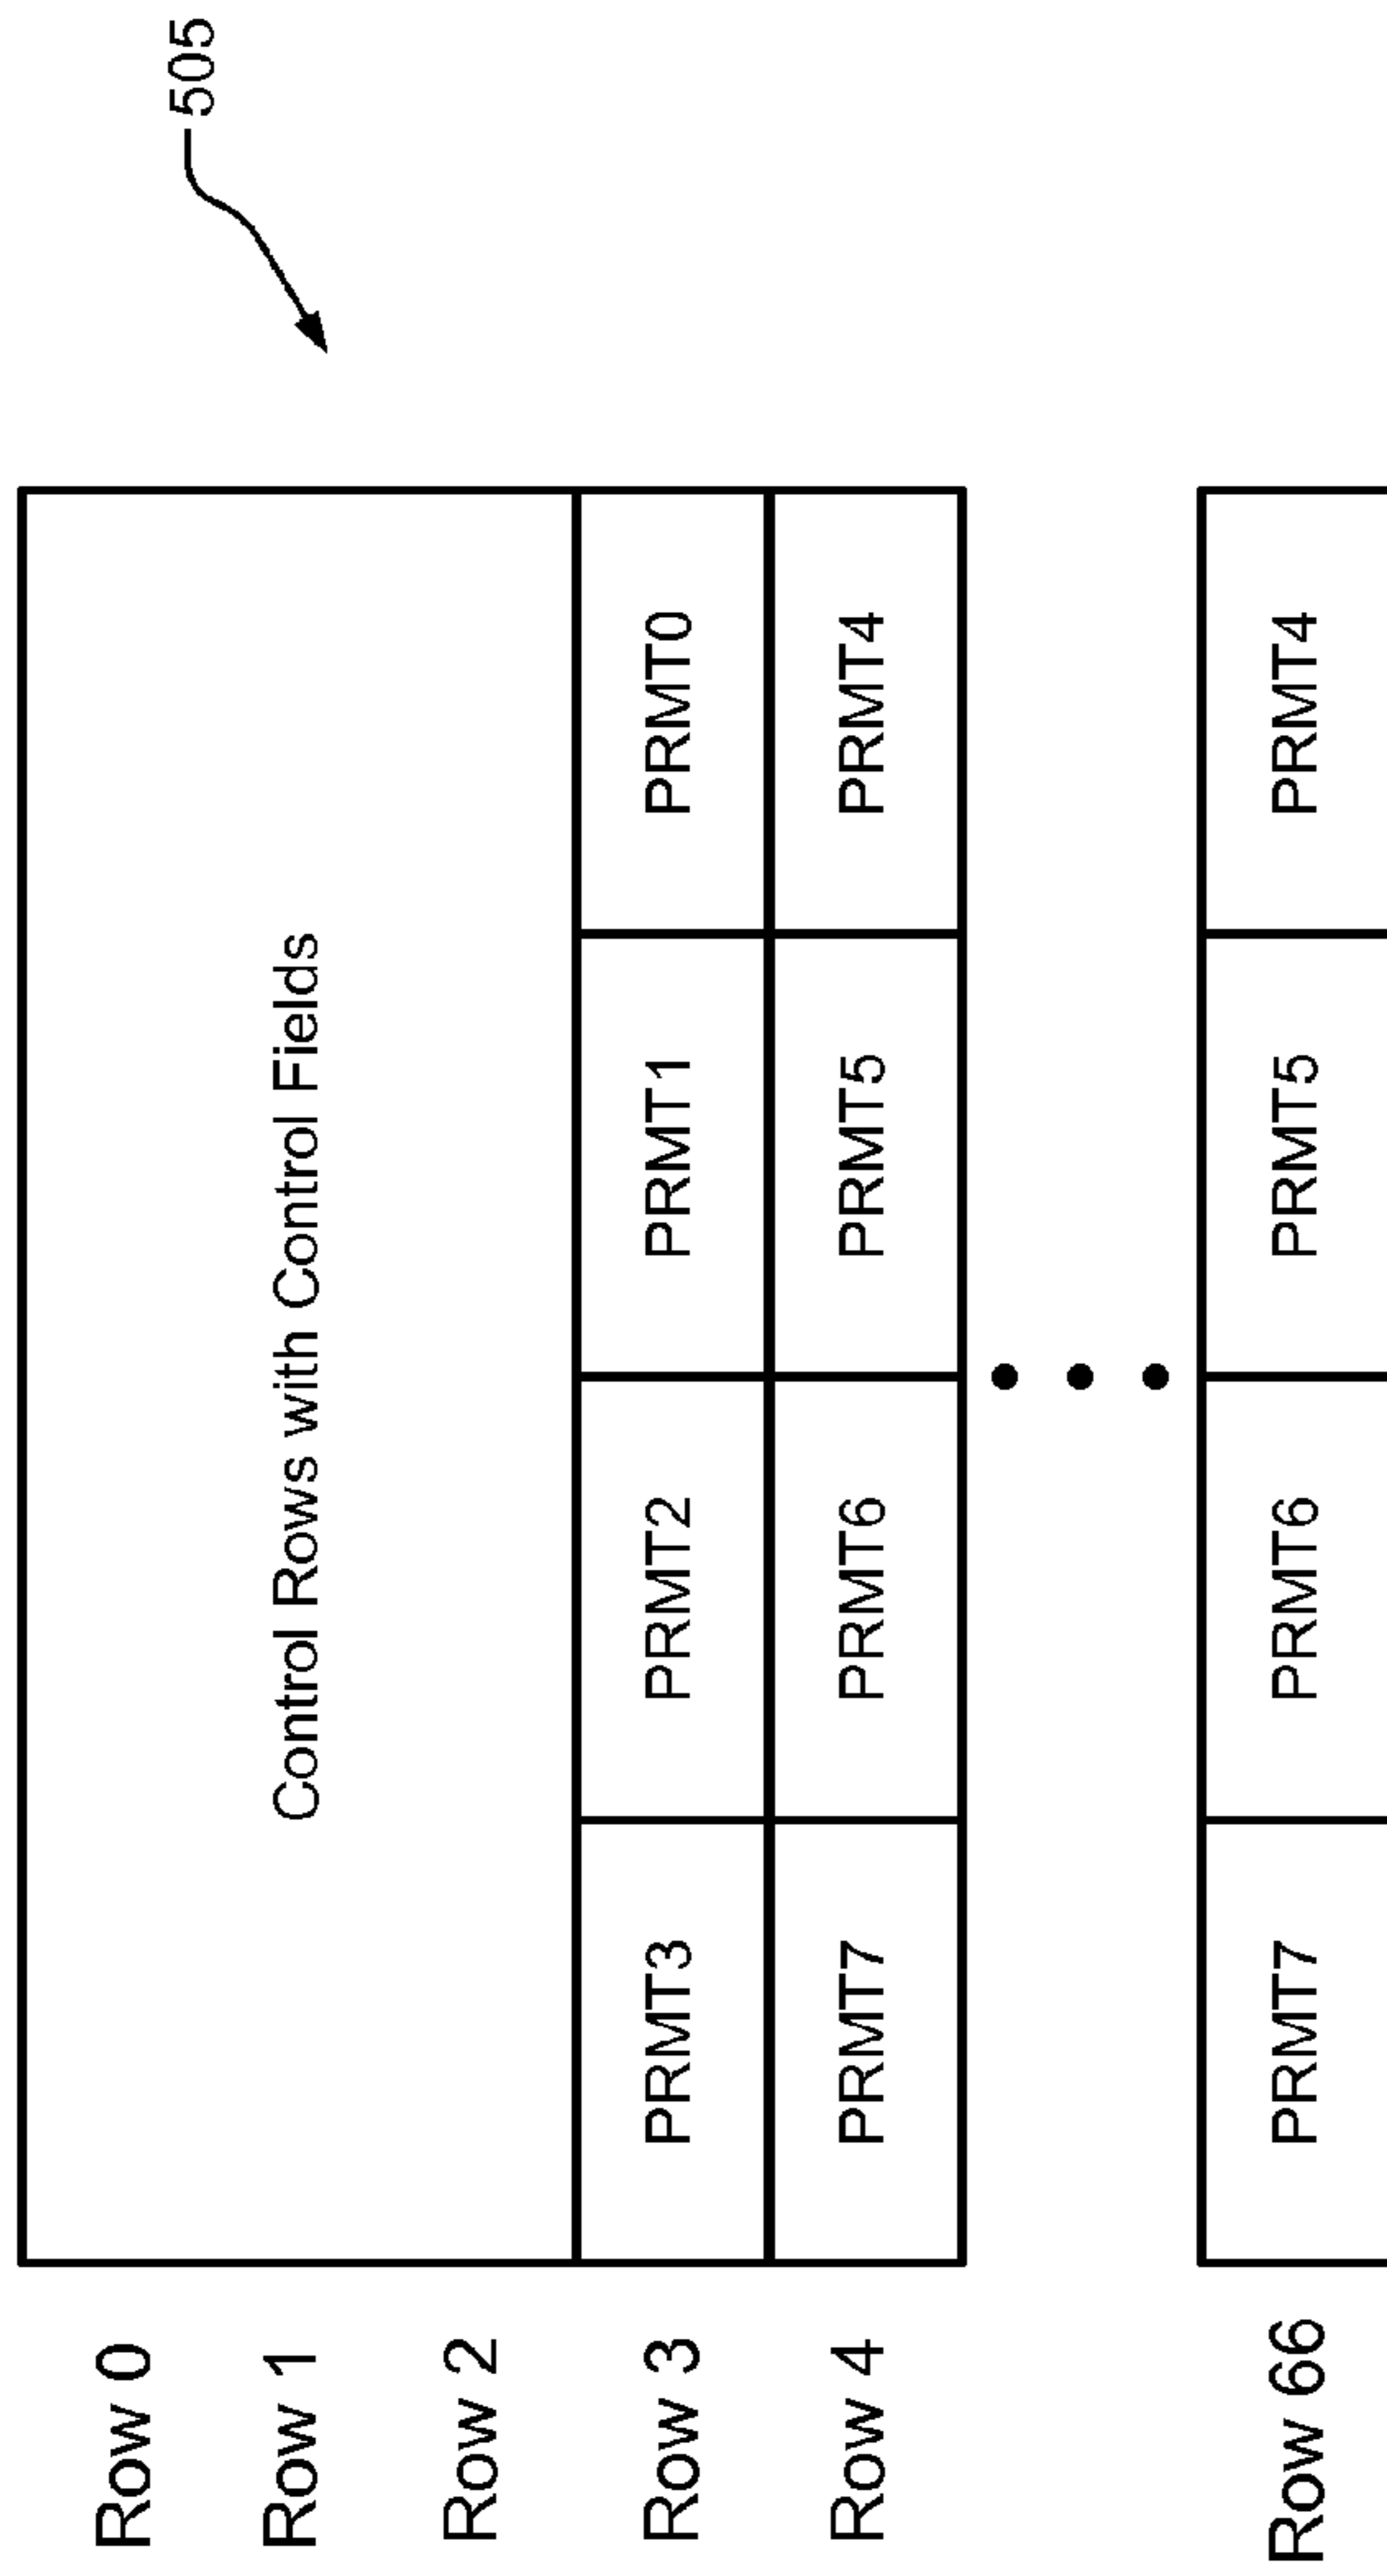 505
Row 0
Row 1
Control Rows with Control Fields
Row 2
Row 3 PRMT3 PRMT2 PRMT1 PRMT0
Row 4 PRMT7 PRMT6 PRMT5 PRMT4
Row 66 PRMT7 PRMT6 PRMT5 PRMT4